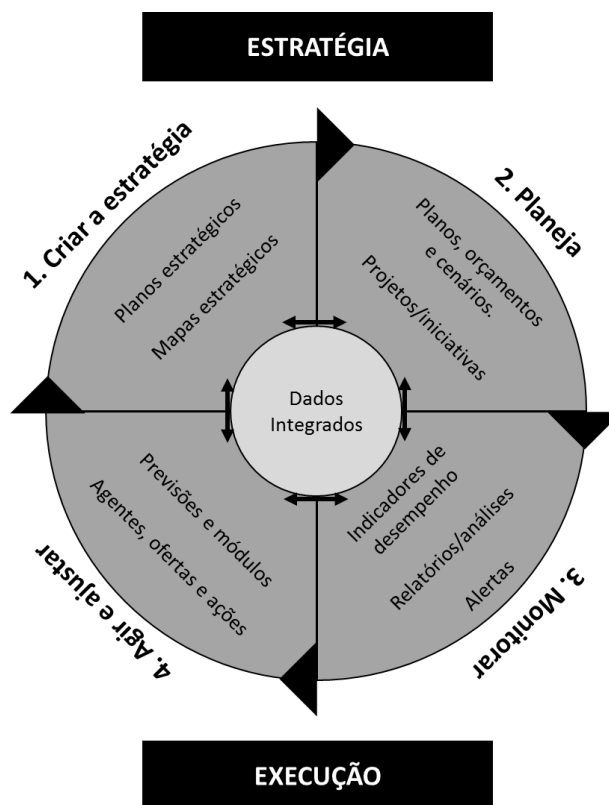 ESTRATÉGIA
1. Criar a estratégia
Planos estratégicos
Mapas estratégicos
2. Planeja
Planos, orçamentos
e cenários.
Projetos/iniciativas
Dados
Integrados
Indicadores de
desempenho
Relatórios/análises
Alertas
3. Monitorar
Previsões e módulos
Agentes, ofertas e ações
4. Agir e ajustar
EXECUÇÃO